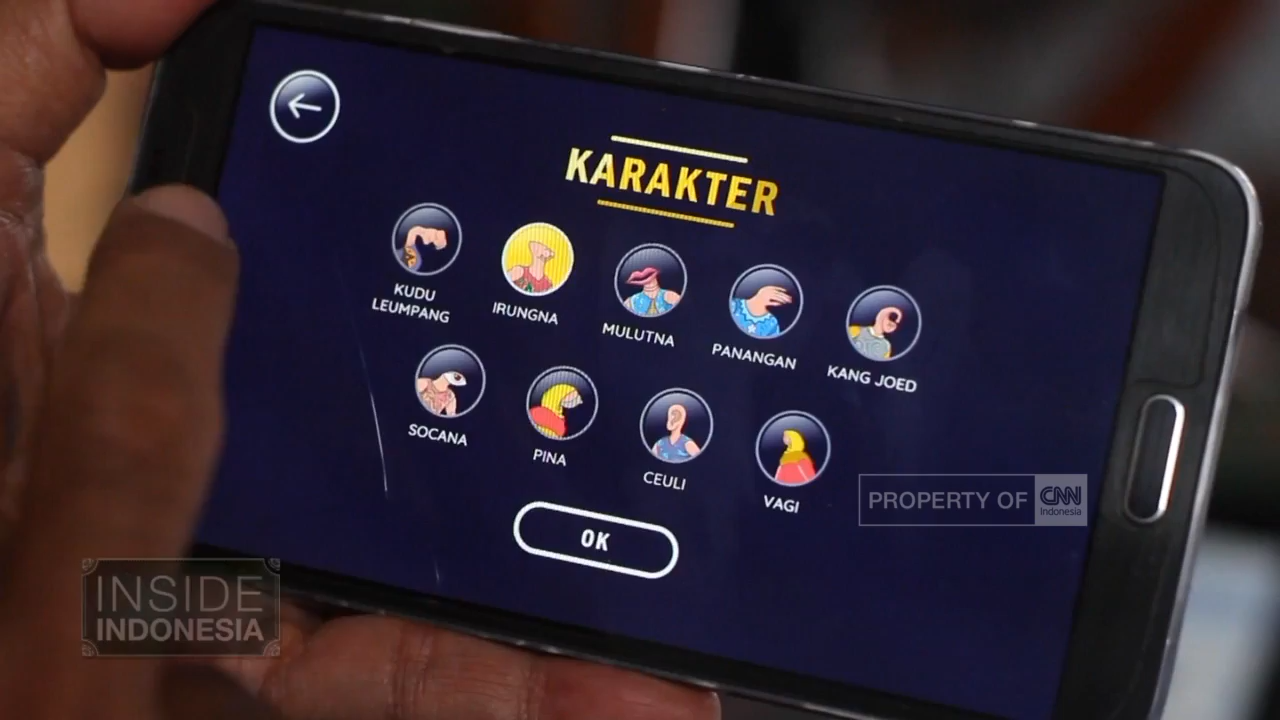 KARAKTER
KUDU
LEUMPANG
IRUNGNA
MULUTNA
PANANGAN
KANG JOED
SOCANA
PINA
CEULI
VAGI
OK
PROPERTY OF CNN
Indonesia
INSIDE
INDONESIA